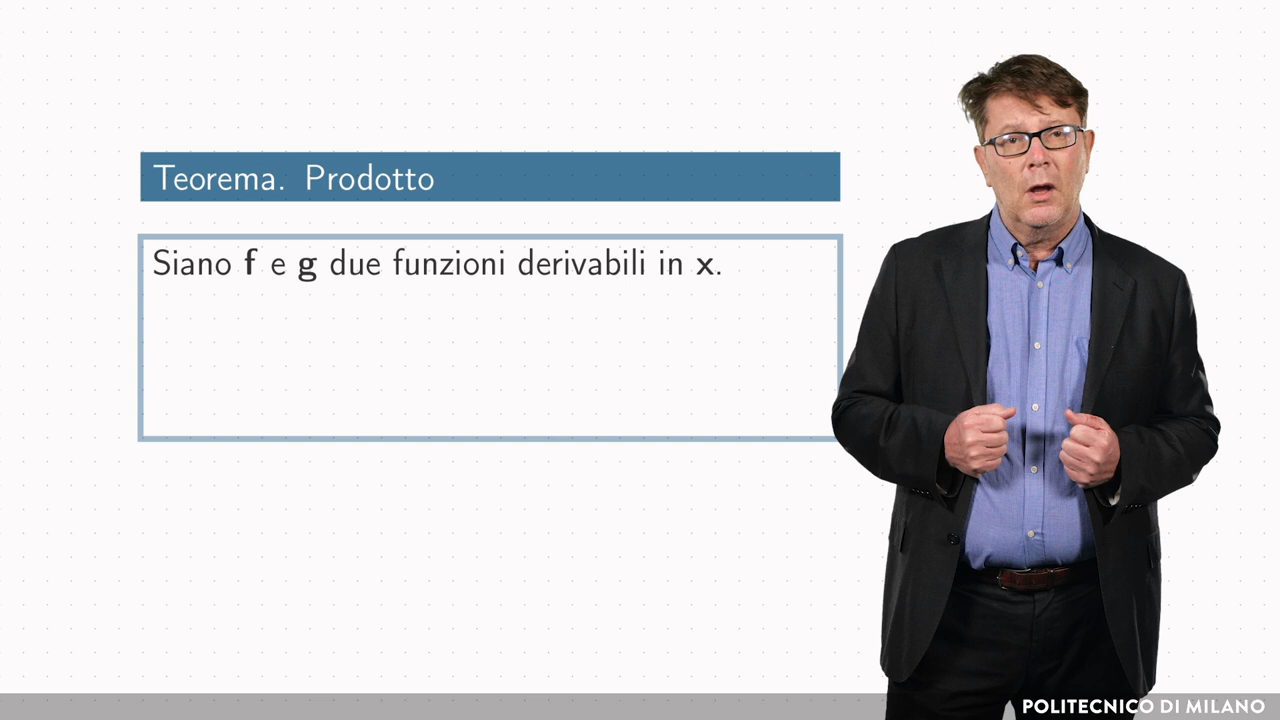 Teorema. Prodotto
Siano f e g due funzioni derivabili in x.
POLITECNICO DI MILANO